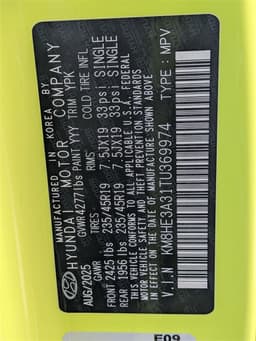 MANUFACTURED BY
IN KOREA BY
HYUNDAI MOTOR COMPANY
PAINT YYY TRIM YPK
AUG/2025 GVWR 4277lbs
GAWR TIRES RIMS COLD TIRE INFL.
FRONT 2425 lbs 235/45R19 7.5JX19 33psi SINGLE
REAR 1956 lbs 235/45R19 7.5JX19 33psi SINGLE
THIS VEHICLE CONFORMS TO ALL APPLICABLE U.S.A. FEDERAL
MOTOR VEHICLE SAFETY AND THEFT PREVENTION STANDARDS
IN EFFECT ON THE DATE OF MANUFACTURE SHOWN ABOVE.
V.I.N KM8HE3A31TU369974 TYPE : MPV
E09